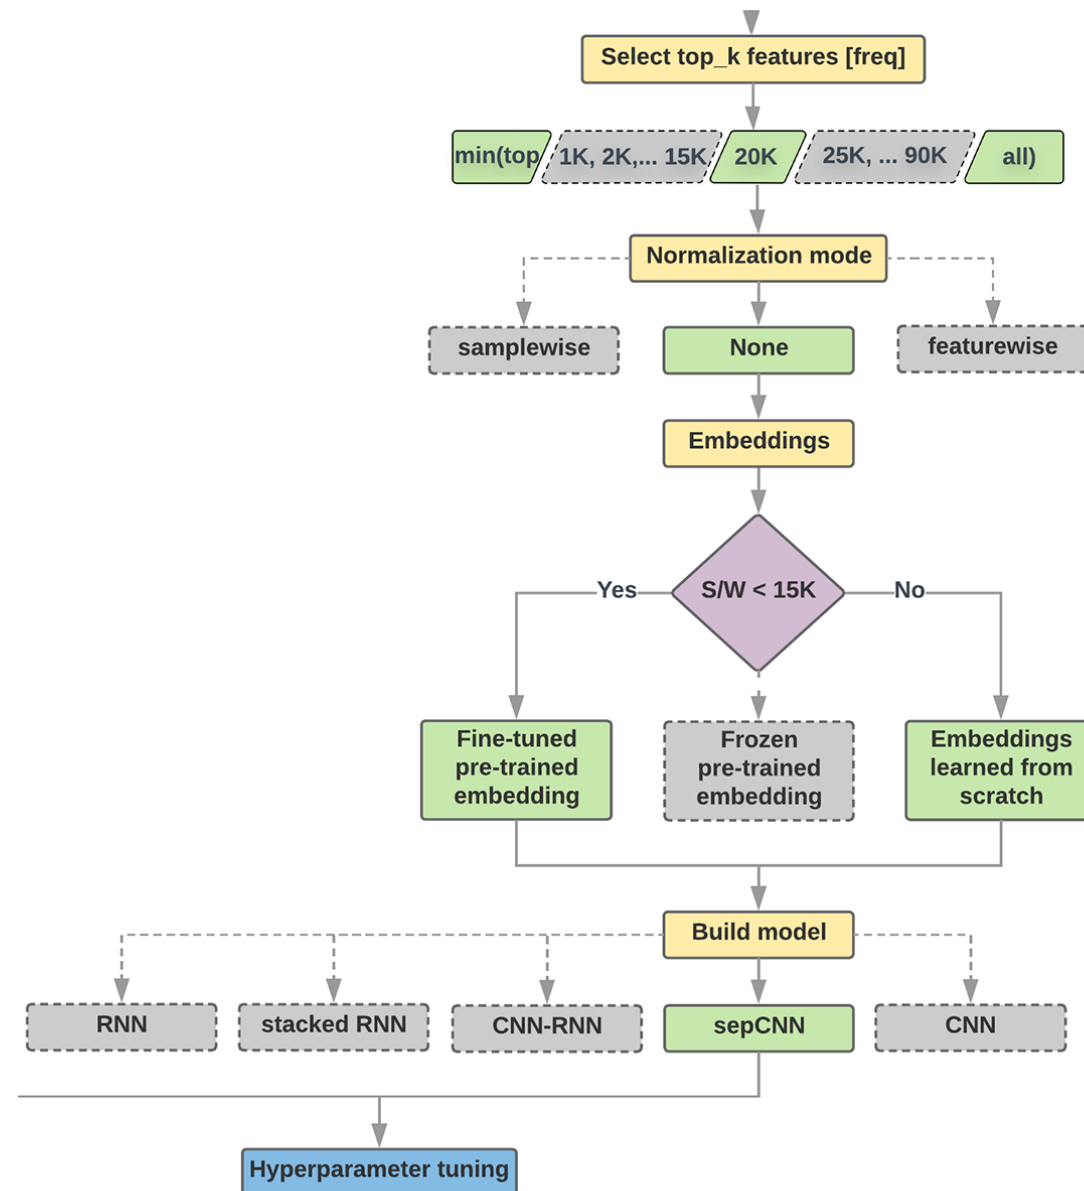 Select top_k features [freq]
min(top 1K, 2K,... 15K 20K 25K, ... 90K all)
Normalization mode
samplewise None featurewise
Embeddings
Yes S/W < 15K No
Fine-tuned
pre-trained
embedding
Frozen
pre-trained
embedding
Embeddings
learned from
scratch
Build model
RNN stacked RNN CNN-RNN sepCNN CNN
Hyperparameter tuning